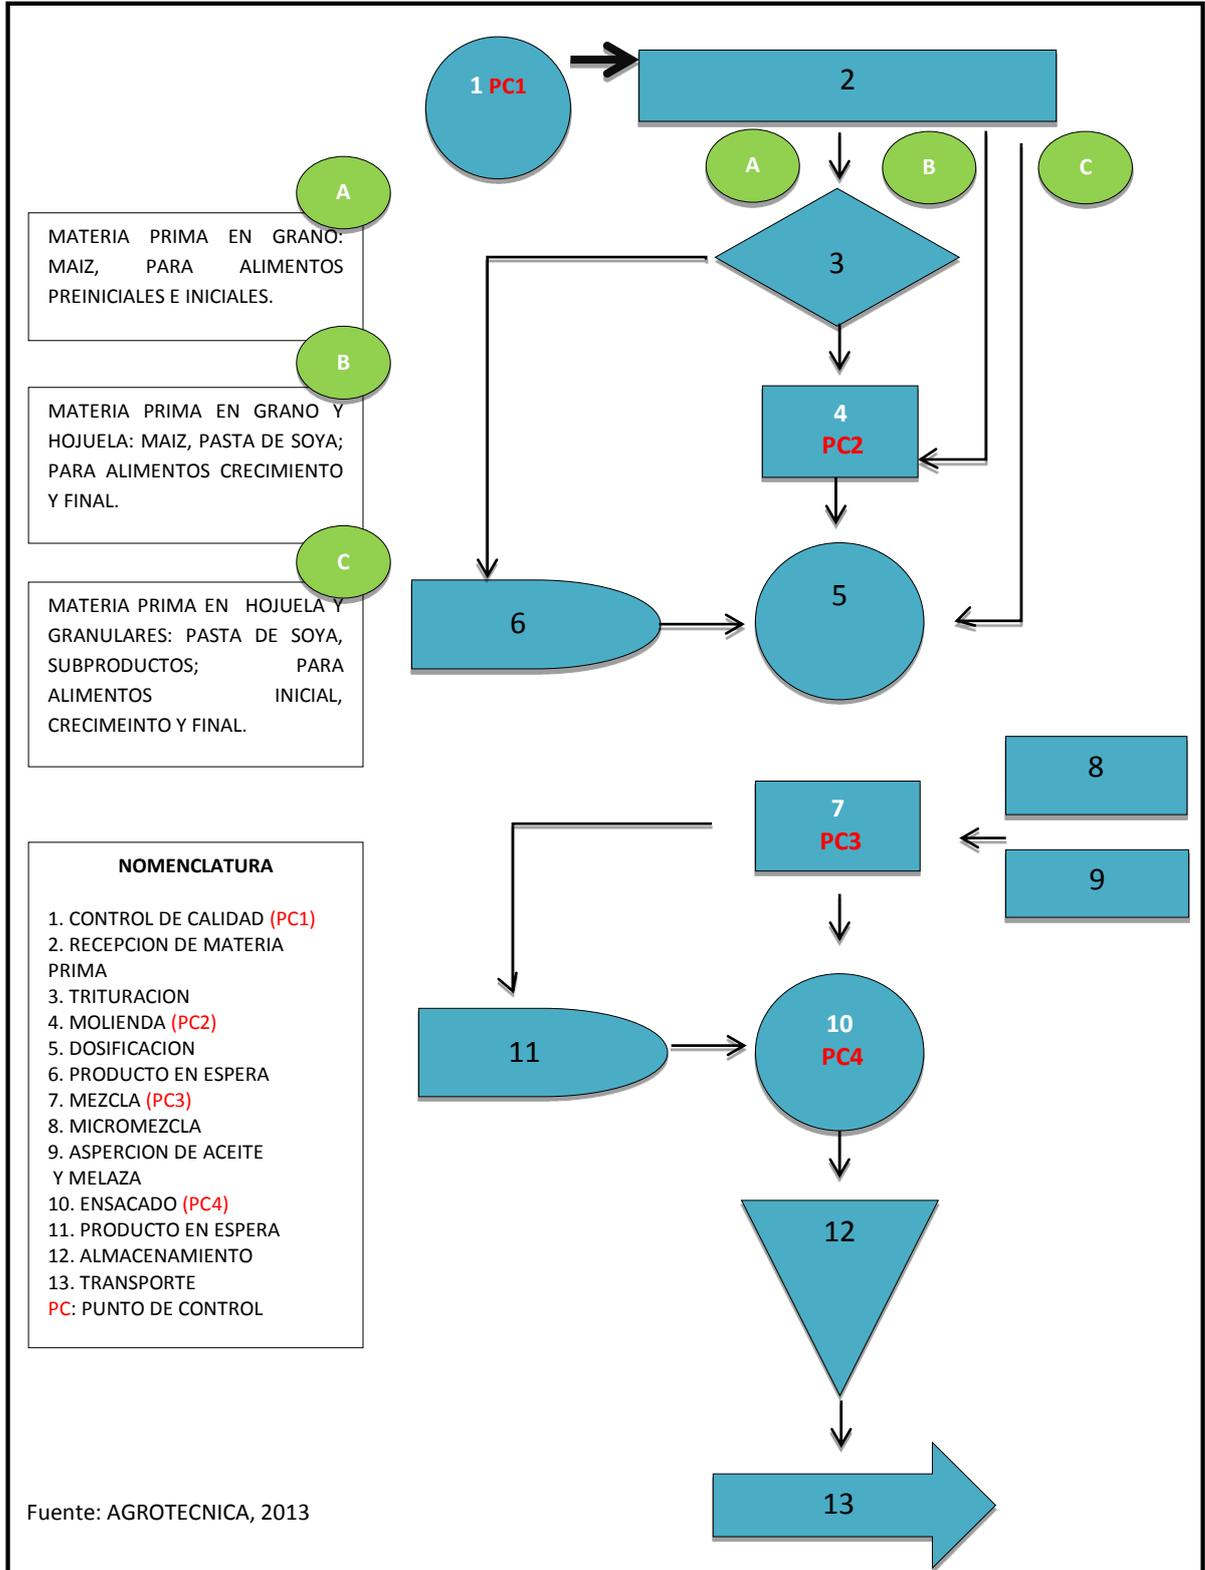 1 PC1
2
A
B
C
3
4
PC2
5
6
7
PC3
8
9
10
PC4
11
12
13
A
MATERIA PRIMA EN GRANO:
MAIZ, PARA ALIMENTOS
PREINICIALES E INICIALES.
B
MATERIA PRIMA EN GRANO Y
HOJUELA: MAIZ, PASTA DE SOYA;
PARA ALIMENTOS CRECIMIENTO
Y FINAL.
C
MATERIA PRIMA EN HOJUELA Y
GRANULARES: PASTA DE SOYA,
SUBPRODUCTOS; PARA
ALIMENTOS INICIAL,
CRECIMEINTO Y FINAL.
NOMENCLATURA
1. CONTROL DE CALIDAD (PC1)
2. RECEPCION DE MATERIA
PRIMA
3. TRITURACION
4. MOLIENDA (PC2)
5. DOSIFICACION
6. PRODUCTO EN ESPERA
7. MEZCLA (PC3)
8. MICROMEZCLA
9. ASPERCION DE ACEITE
Y MELAZA
10. ENSACADO (PC4)
11. PRODUCTO EN ESPERA
12. ALMACENAMIENTO
13. TRANSPORTE
PC: PUNTO DE CONTROL
Fuente: AGROTECNICA, 2013